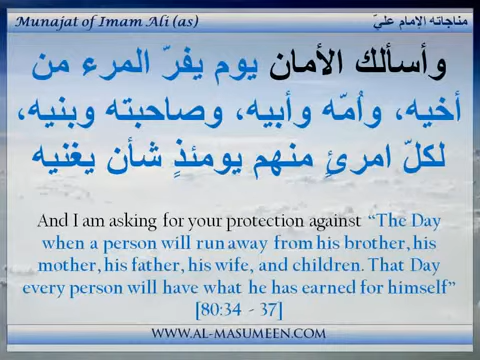 Munajat of Imam Ali (as)
مناجاته الإمام عليّ
وأسألك الأمان يوم يفرّ المرء من
أخيه، واُمّه وأبيه، وصاحبته وبنيه،
لكلّ امرئٍ منهم يومئذٍ شأن يغنيه
And I am asking for your protection against “The Day
when a person will run away from his brother, his
mother, his father, his wife, and children. That Day
every person will have what he has earned for himself”
[80:34 - 37]
WWW.AL-MASUMEEN.COM